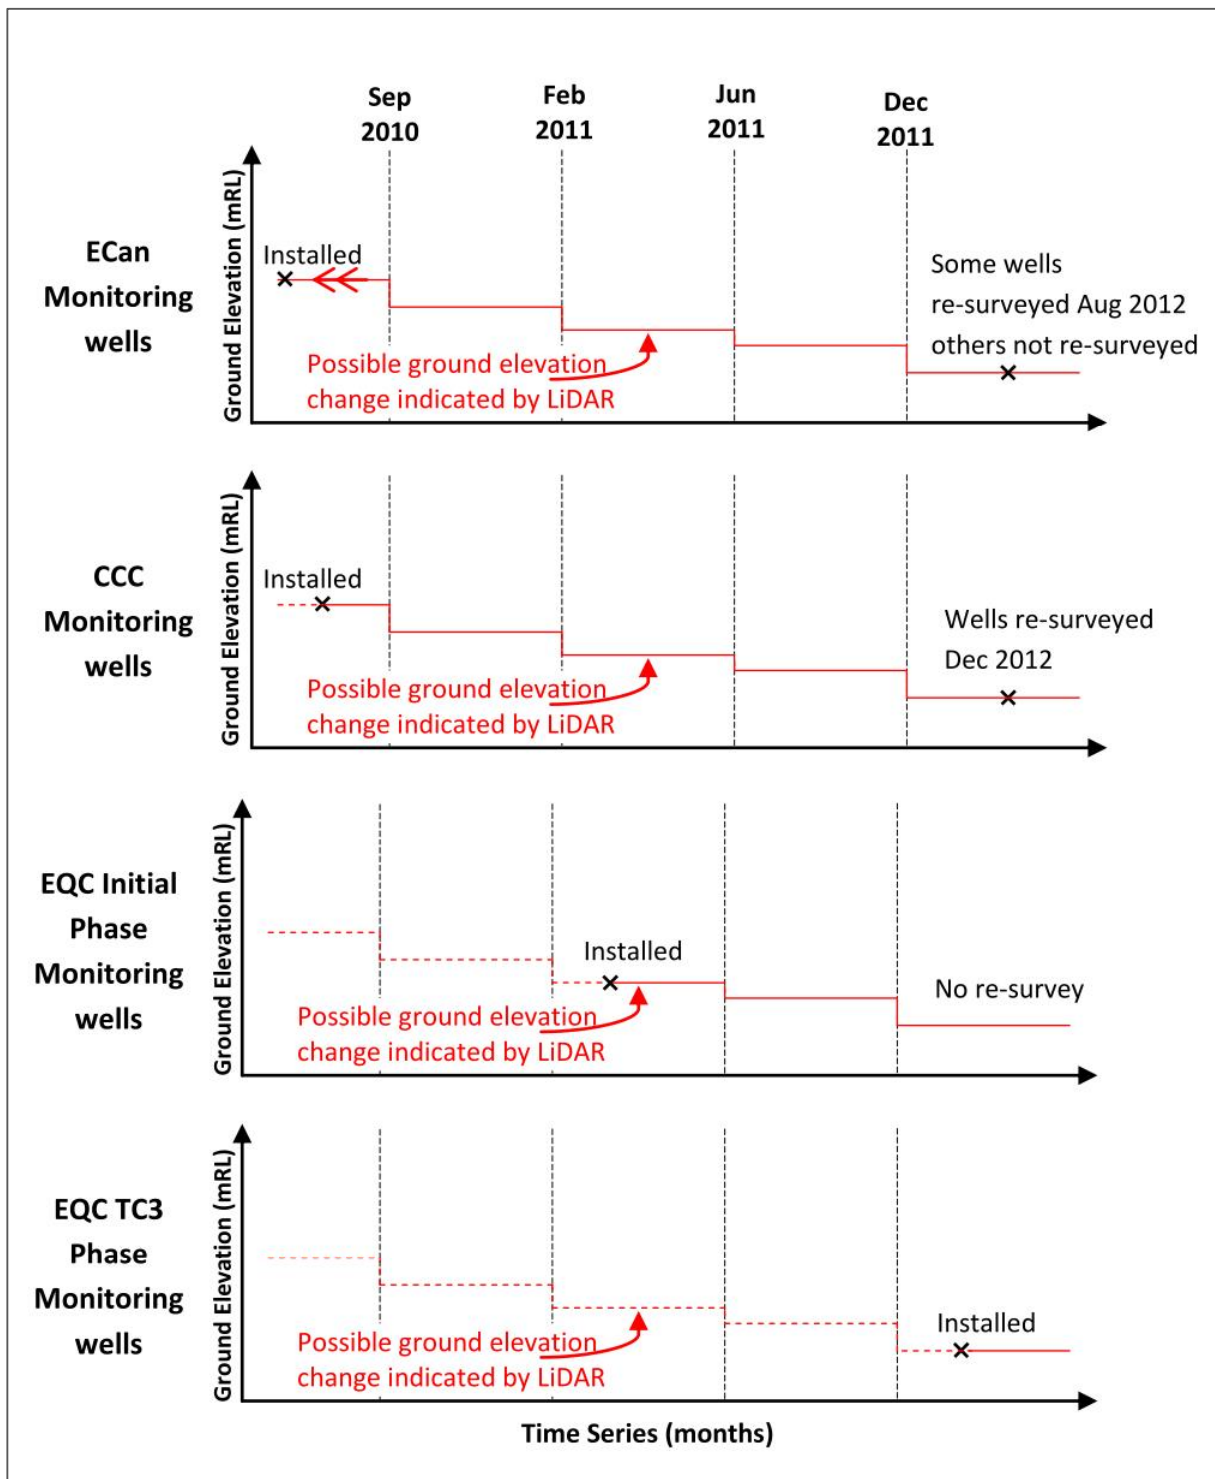 Sep
2010
Feb
2011
Jun
2011
Dec
2011
ECan
Monitoring
wells
Ground Elevation (mRL)
Installed
Possible ground elevation
change indicated by LiDAR
Some wells
re-surveyed Aug 2012
others not re-surveyed
CCC
Monitoring
wells
Ground Elevation (mRL)
Installed
Possible ground elevation
change indicated by LiDAR
Wells re-surveyed
Dec 2012
EQC Initial
Phase
Monitoring
wells
Ground Elevation (mRL)
Installed
Possible ground elevation
change indicated by LiDAR
No re-survey
EQC TC3
Phase
Monitoring
wells
Ground Elevation (mRL)
Possible ground elevation
change indicated by LiDAR
Installed
Time Series (months)